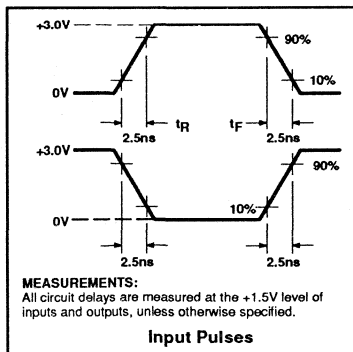 +3.0V
90%
10%
0V
tR
tF
2.5ns
2.5ns
+3.0V
90%
10%
0V
2.5ns
2.5ns
MEASUREMENTS:
All circuit delays are measured at the +1.5V level of
inputs and outputs, unless otherwise specified.
Input Pulses